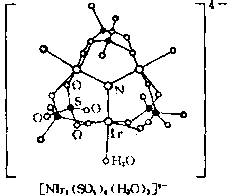 4-
O
N
S
O
O
O
Ir
H₂O
[NIr₃(SO₄)₆(H₂O)₃]⁴⁻